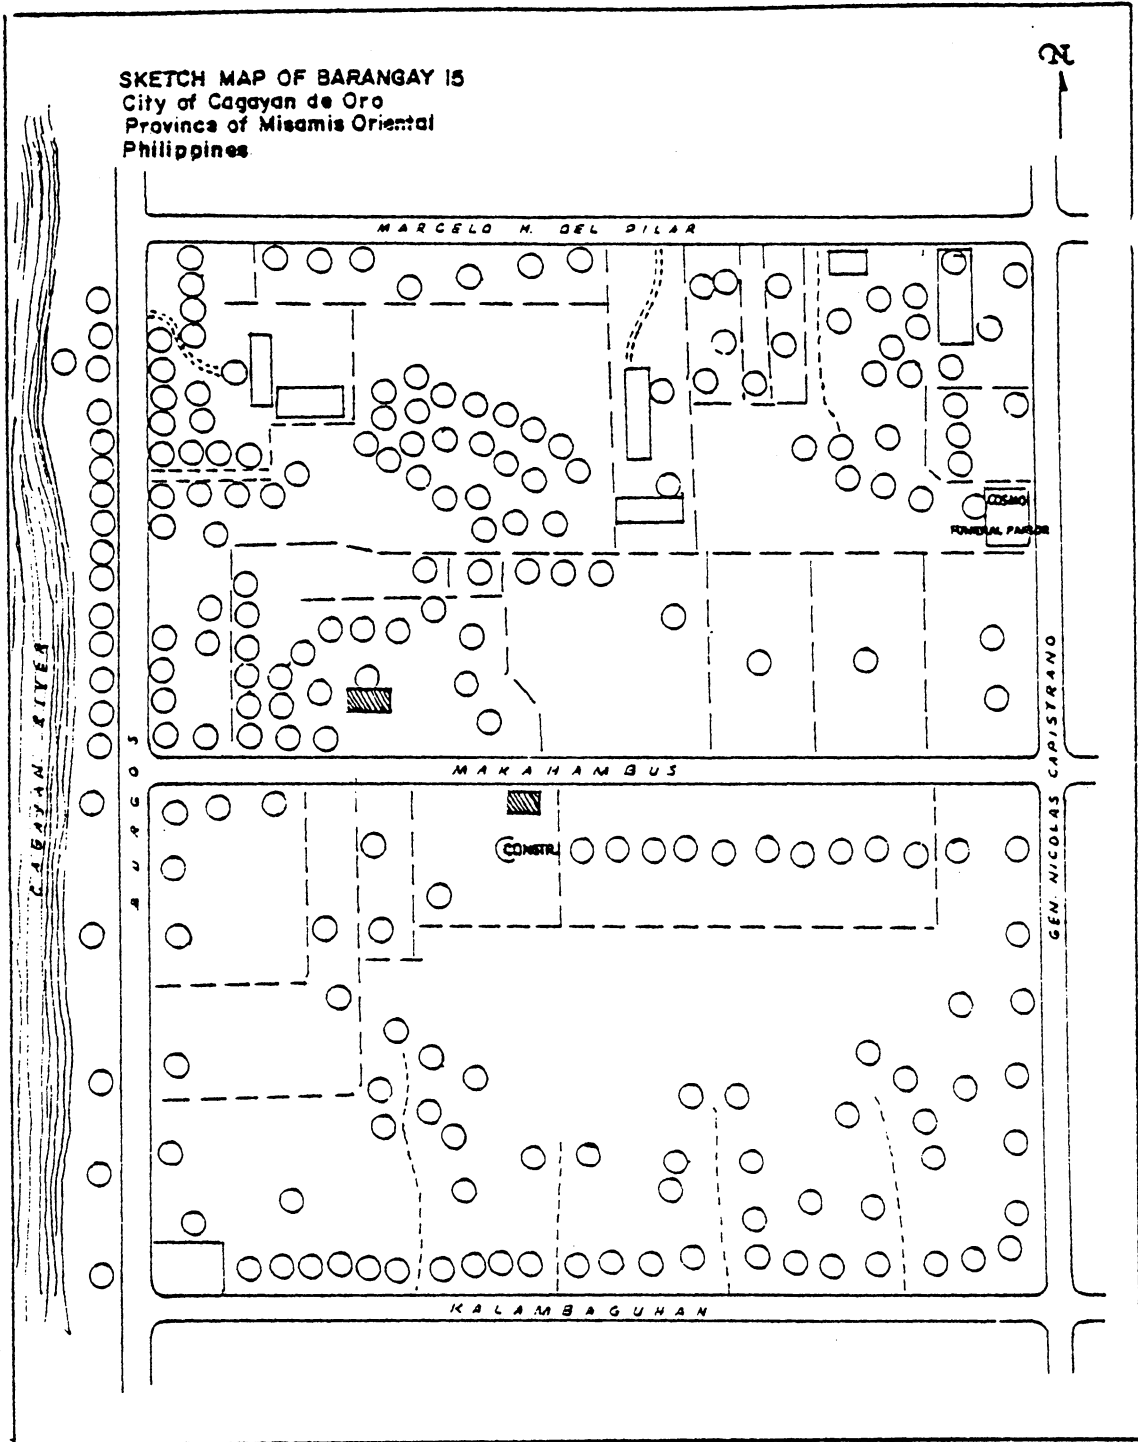 N
SKETCH MAP OF BARANGAY 15
City of Cagayan de Oro
Province of Misamis Oriental
Philippines
MARCELO H. DEL PILAR
COSMO
FUNERAL PARLOR
CAGAYAN RIVER
BURGOS
GEN. NICOLAS CAPISTRANO
MAKAHAMBUS
CONSTR.
KALAMBAGUHAN